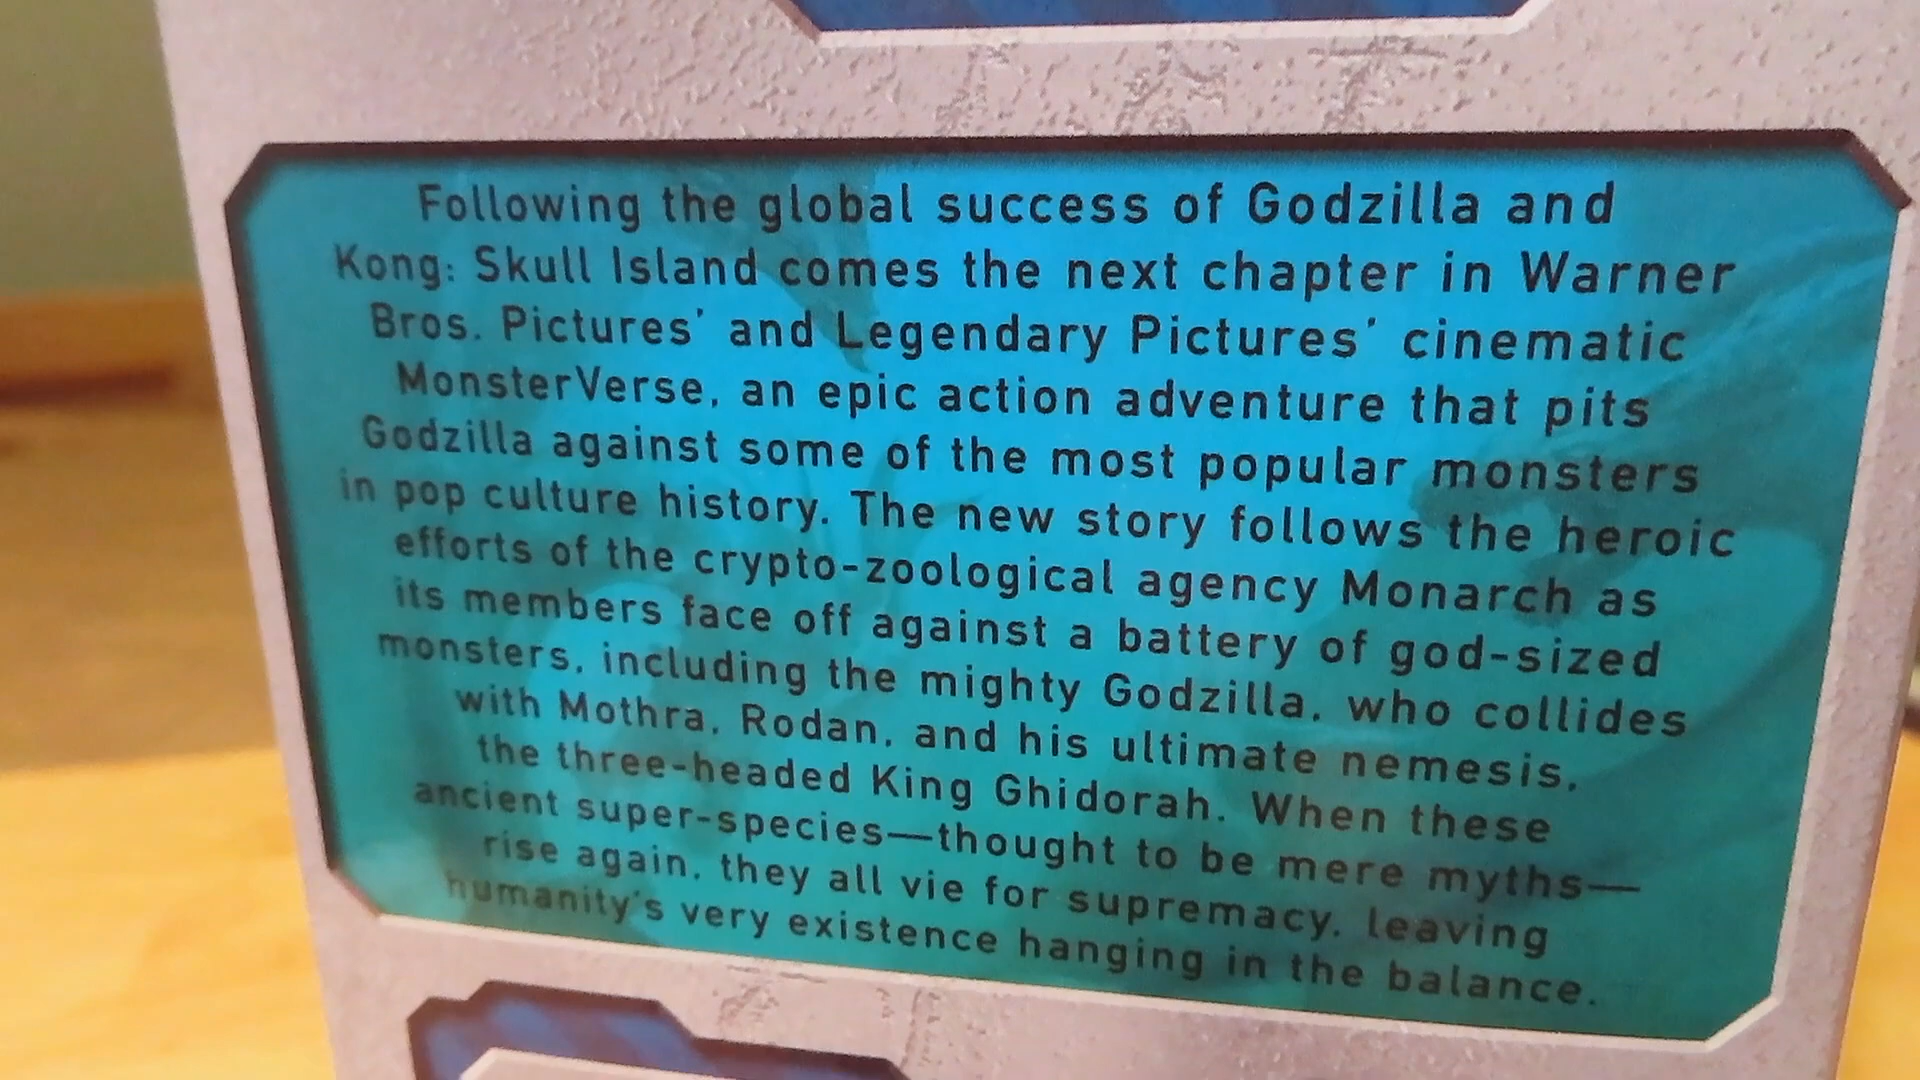 Following the global success of Godzilla and
Kong: Skull Island comes the next chapter in Warner
Bros. Pictures' and Legendary Pictures' cinematic
MonsterVerse, an epic action adventure that pits
Godzilla against some of the most popular monsters
in pop culture history. The new story follows the heroic
efforts of the crypto-zoological agency Monarch as
its members face off against a battery of god-sized
monsters, including the mighty Godzilla, who collides
with Mothra, Rodan, and his ultimate nemesis,
the three-headed King Ghidorah. When these
ancient super-species—thought to be mere myths—
rise again, they all vie for supremacy, leaving
humanity's very existence hanging in the balance.